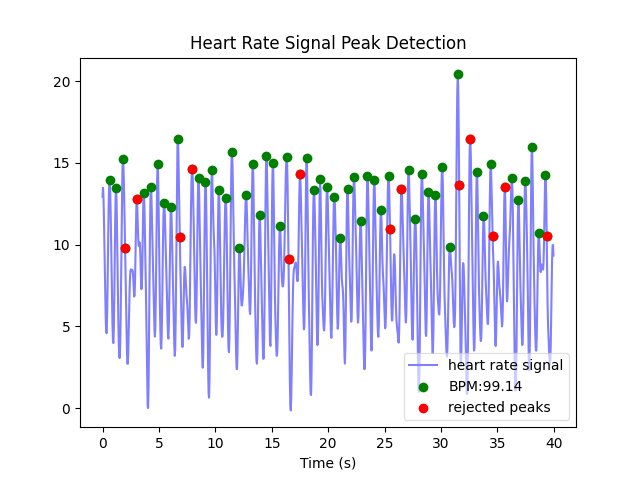 Heart Rate Signal Peak Detection
20
15
10
5
0
heart rate signal
BPM:99.14
rejected peaks
0 5 10 15 20 25 30 35 40
Time (s)